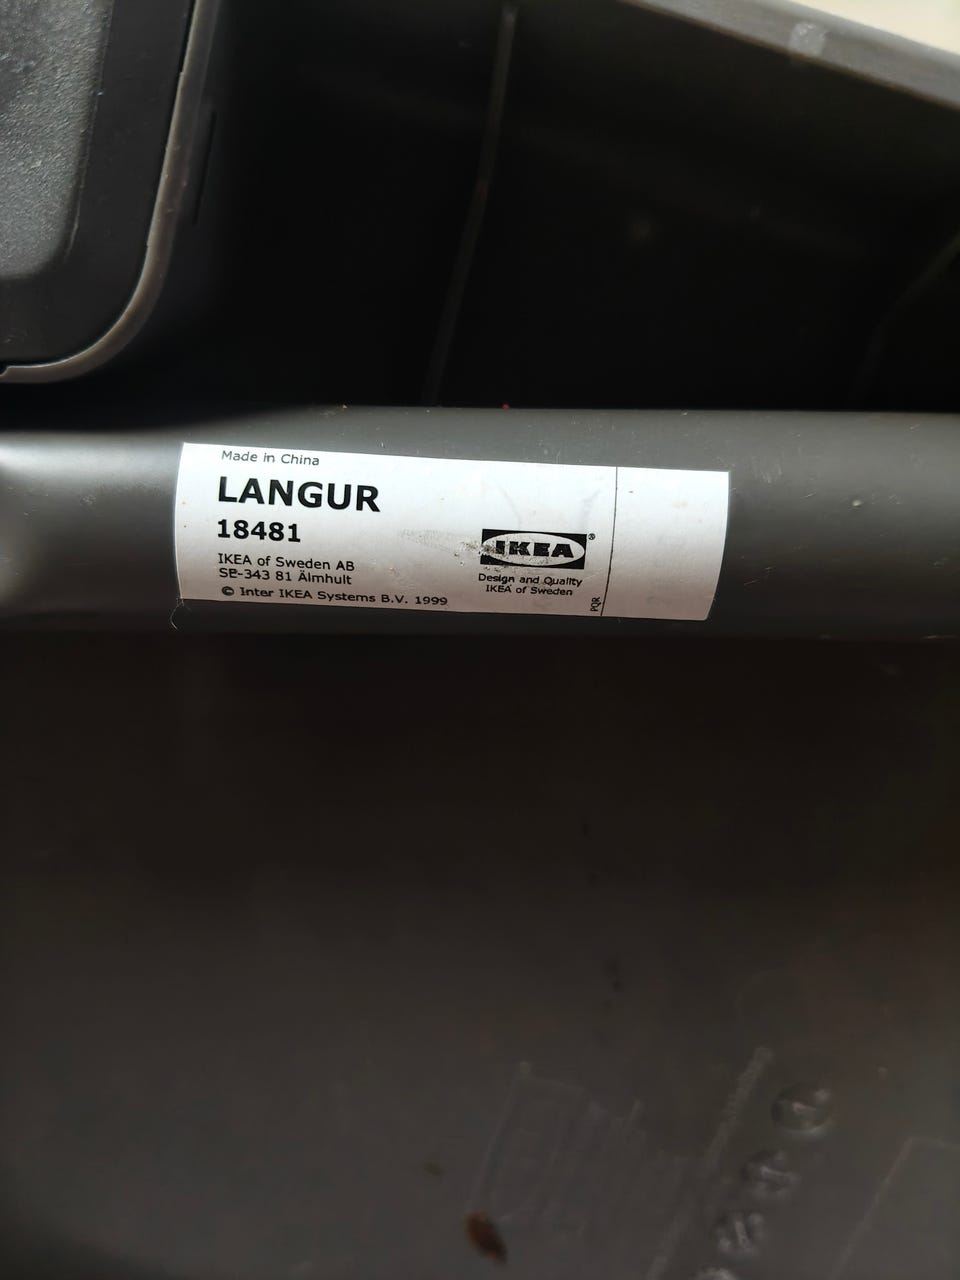 Made in China
LANGUR
18481
IKEA of Sweden AB
SE-343 81 Älmhult
© Inter IKEA Systems B.V. 1999
IKEA®
Design and Quality
IKEA of Sweden
PQR